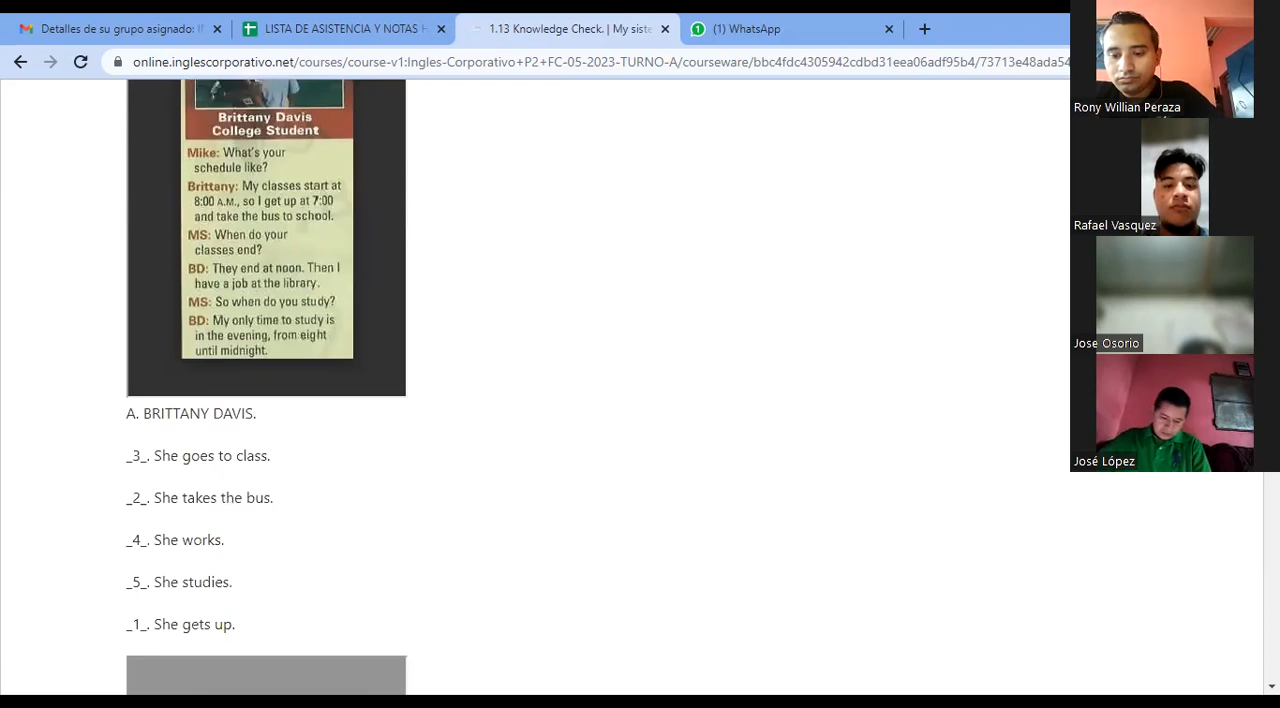 Detalles de su grupo asignado: I
LISTA DE ASISTENCIA Y NOTAS
1.13 Knowledge Check. | My siste
(1) WhatsApp
online.inglescorporativo.net/courses/course-v1:Ingles-Corporativo+P2+FC-05-2023-TURNO-A/courseware/bbc4fdc4305942cdbd31eea06adf95b4/73713e48ada54
Brittany Davis
College Student
Mike: What's your
schedule like?
Brittany: My classes start at
8:00 A.M., so I get up at 7:00
and take the bus to school.
MS: When do your
classes end?
BD: They end at noon. Then I
have a job at the library.
MS: So when do you study?
BD: My only time to study is
in the evening, from eight
until midnight.
A. BRITTANY DAVIS.
_3_. She goes to class.
_2_. She takes the bus.
_4_. She works.
_5_. She studies.
_1_. She gets up.
Rony Willian Peraza
Rafael Vasquez
Jose Osorio
José López